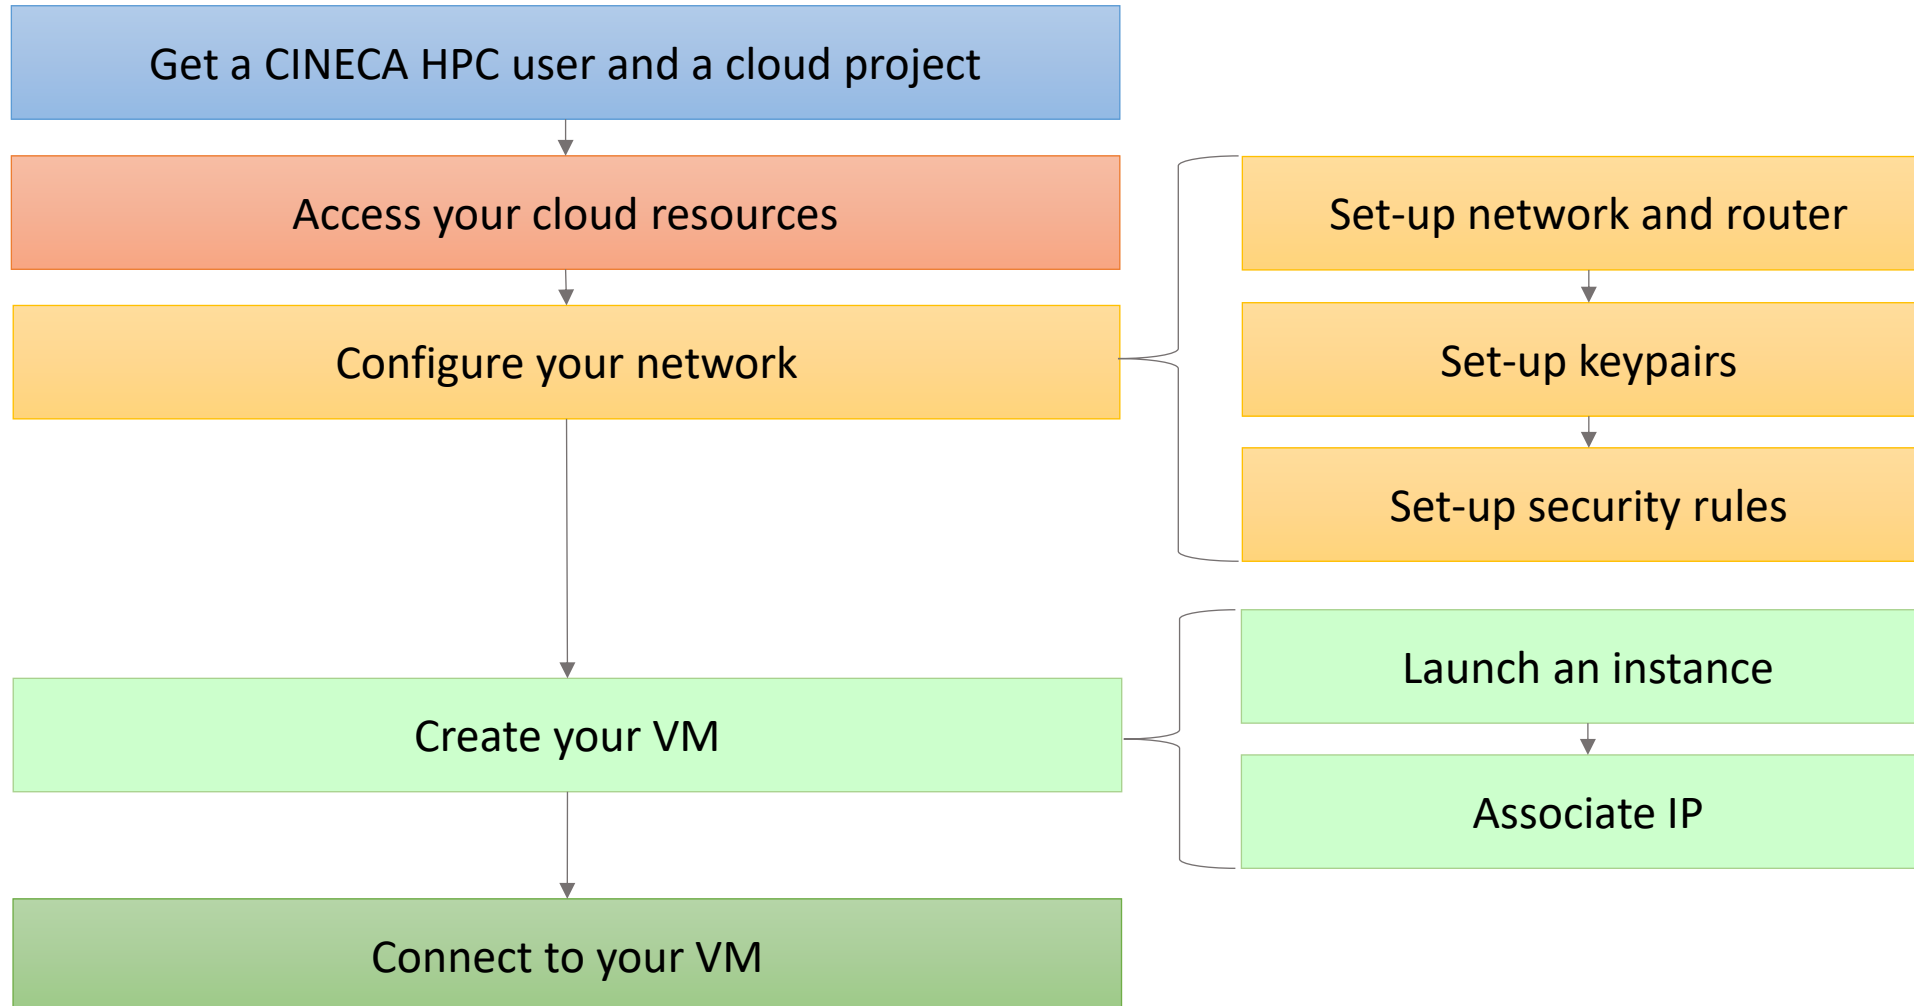 Get a CINECA HPC user and a cloud project
Access your cloud resources
Configure your network
Set-up network and router
Set-up keypairs
Set-up security rules
Create your VM
Launch an instance
Associate IP
Connect to your VM